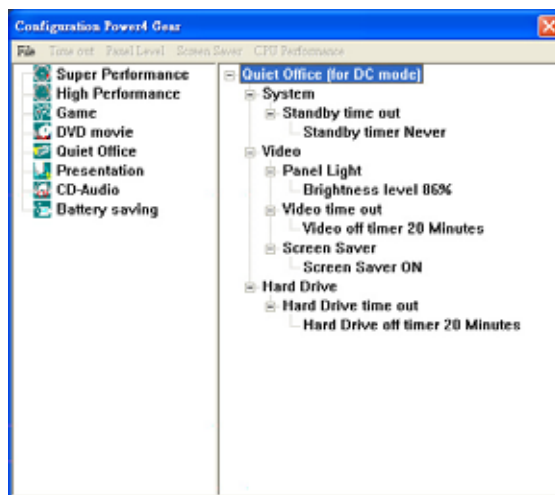 Configuration Power4 Gear
File Time out Panel Level Screen Saver CPU Performance
Super Performance
High Performance
Game
DVD movie
Quiet Office
Presentation
CD-Audio
Battery saving
Quiet Office (for DC mode)
System
Standby time out
Standby timer Never
Video
Panel Light
Brightness level 86%
Video time out
Video off timer 20 Minutes
Screen Saver
Screen Saver ON
Hard Drive
Hard Drive time out
Hard Drive off timer 20 Minutes